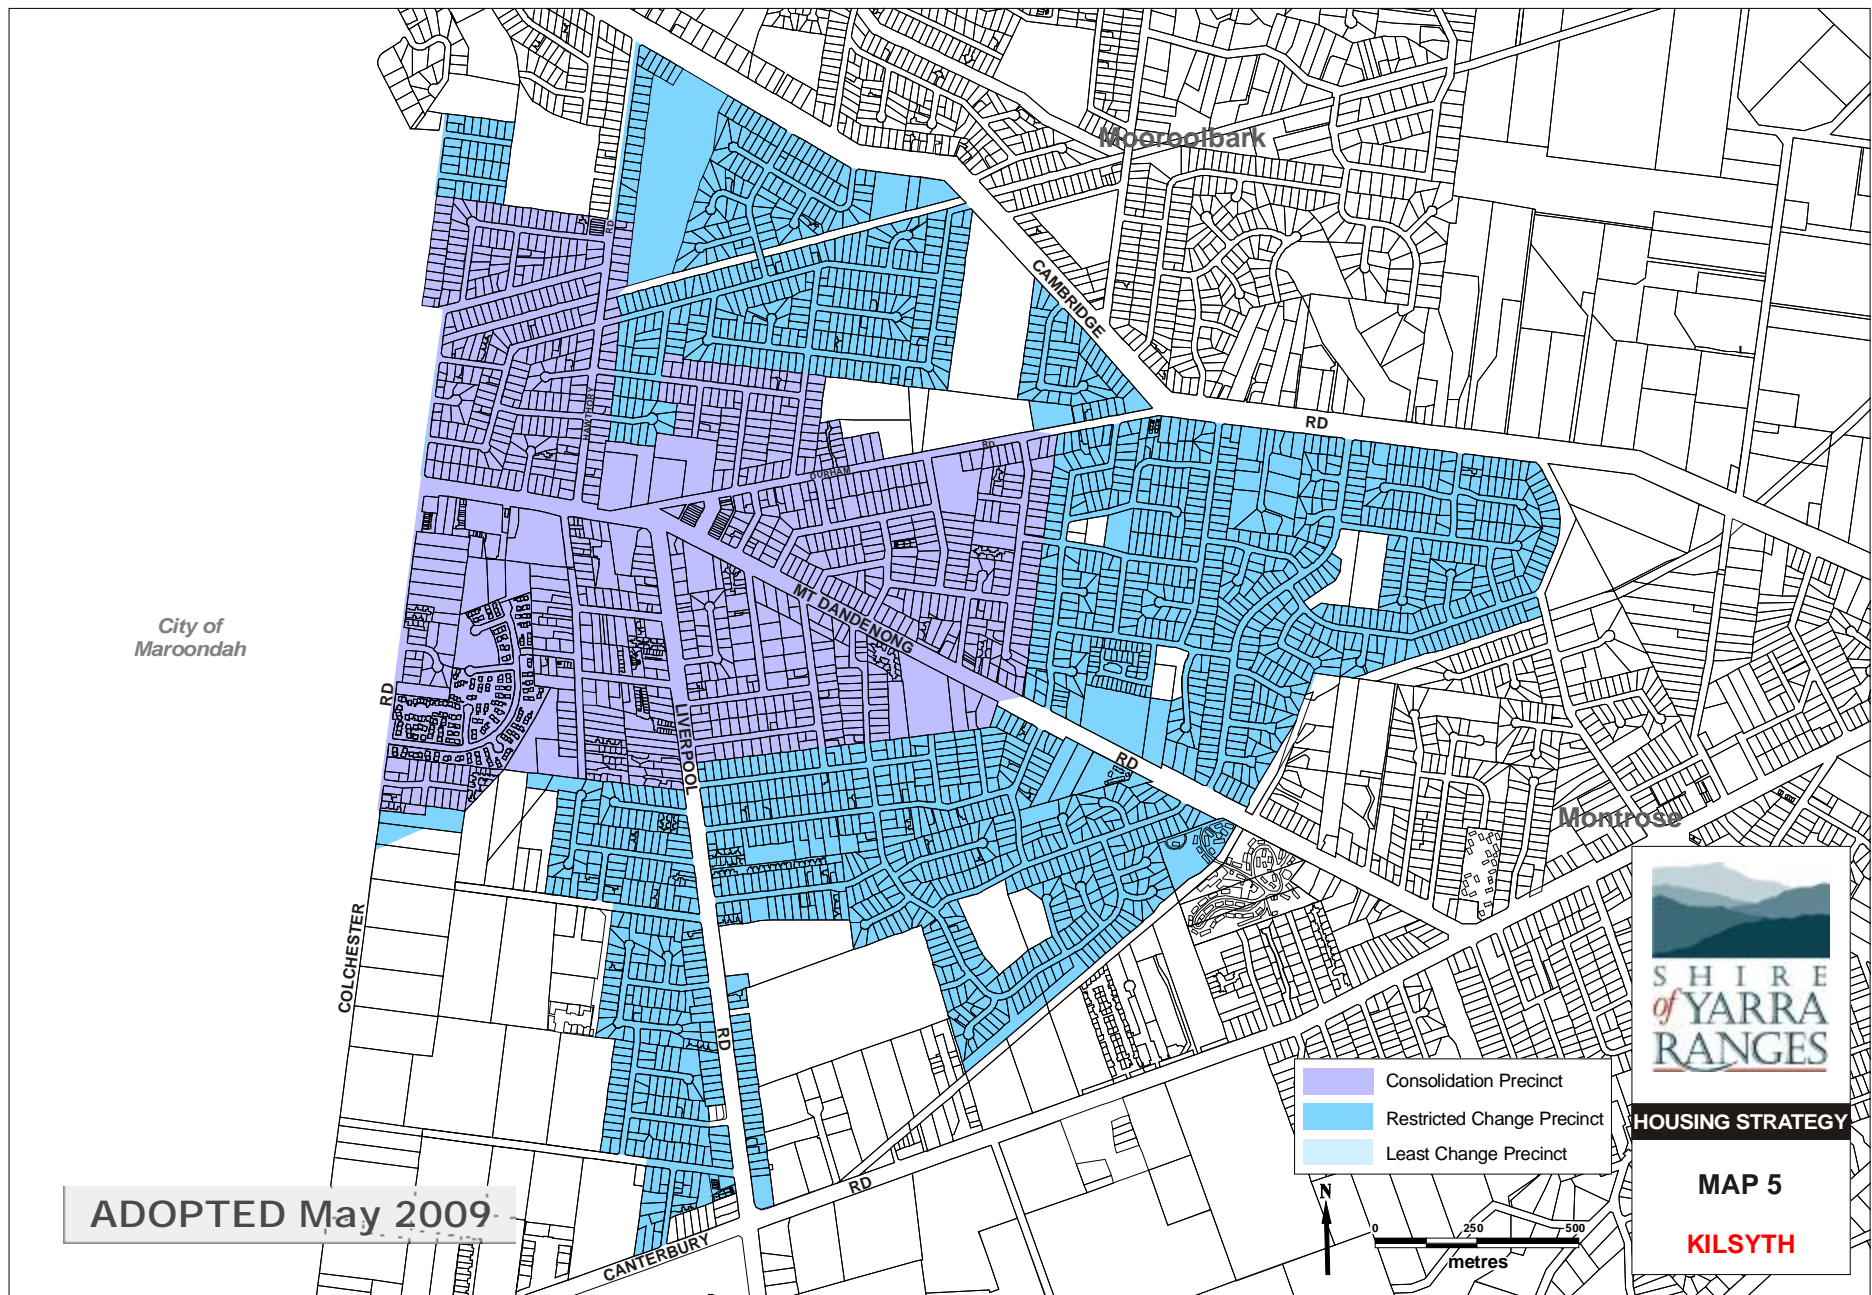 Mooroolbark
CAMBRIDGE
RD
RD
HAWTHORY
DURHAM
RD
City of
Maroondah
MT DANDENONG
RD
LIVERPOOL
RD
RD
COLCHESTER
Montrose
CANTERBURY
RD
SHIRE
of YARRA
RANGES
HOUSING STRATEGY
MAP 5
KILSYTH
Consolidation Precinct
Restricted Change Precinct
Least Change Precinct
N
0 250 500
metres
ADOPTED May 2009